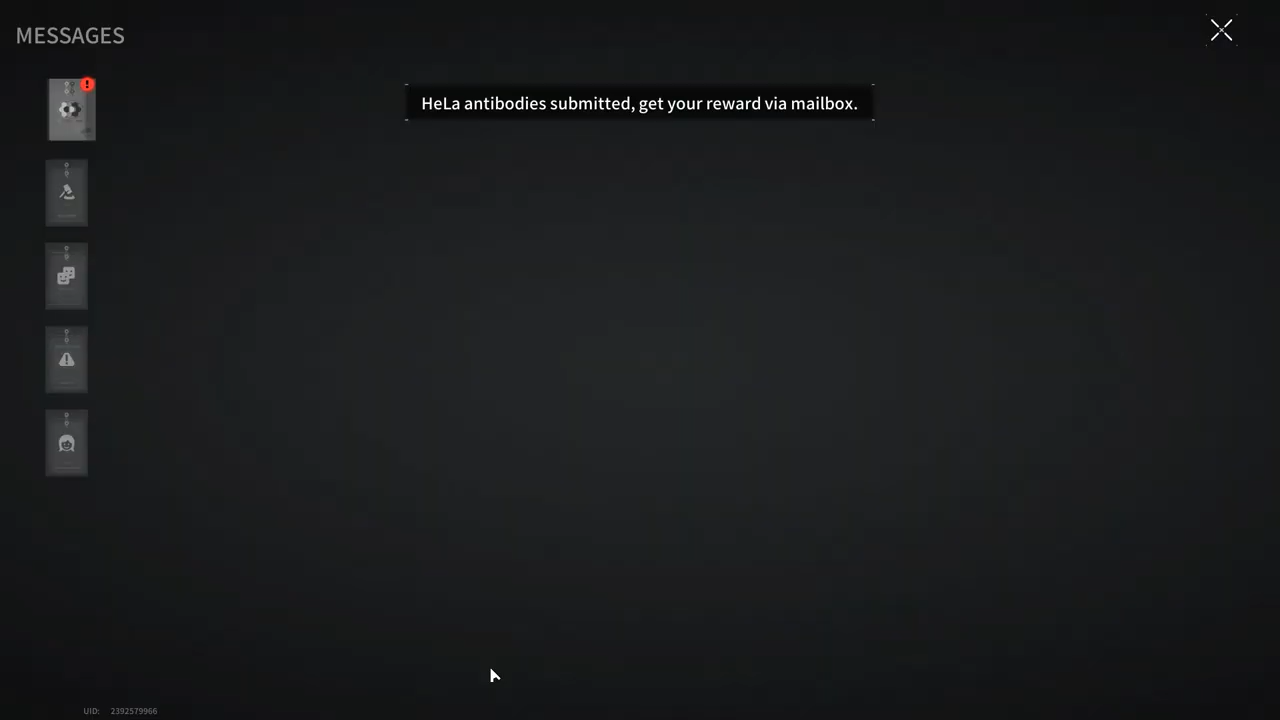 MESSAGES
HeLa antibodies submitted, get your reward via mailbox.
UID: 2392579966